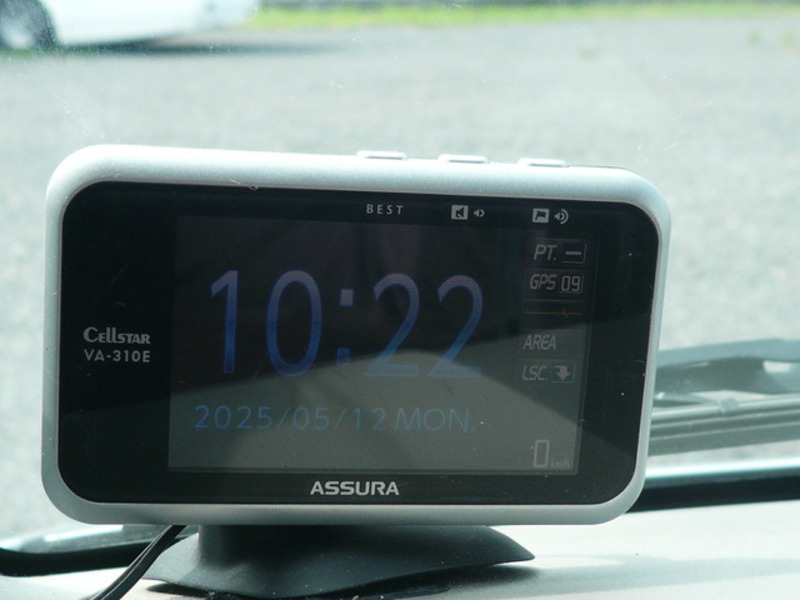 BEST
PT. –
10:22
GPS 09
CELLSTAR
VA-310E
AREA
LSC.
2025/05/12 MON.
0 km/h
ASSURA